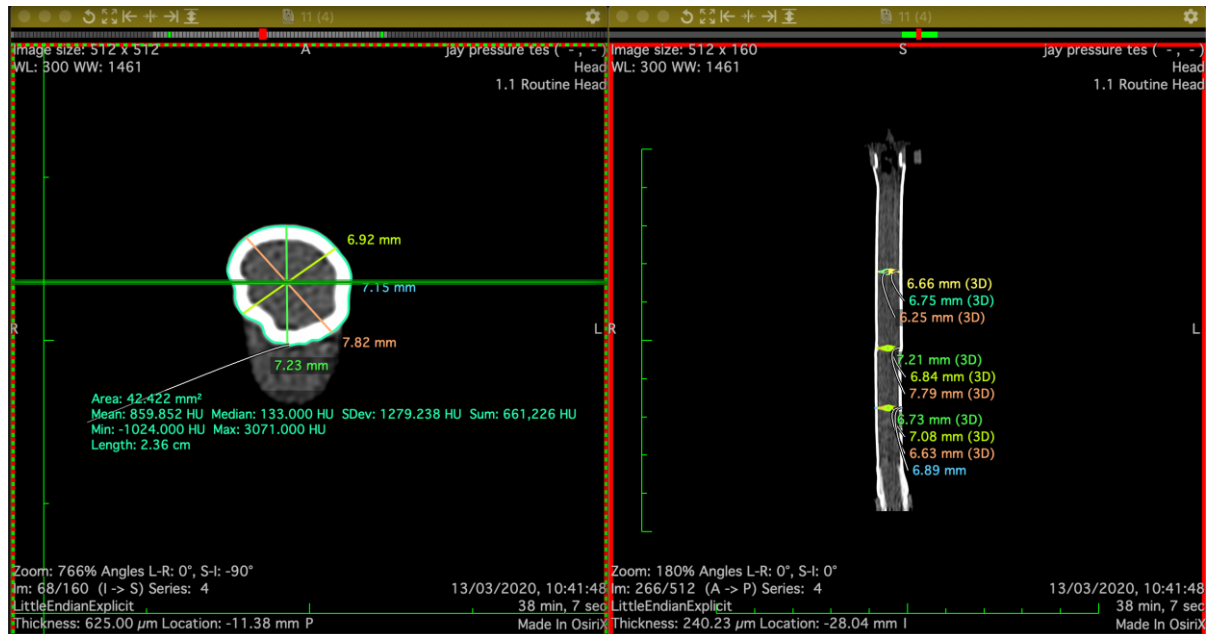 11 (4)
Image size: 512 x 512
A
jay pressure tes ( - , - )
WL: 300 WW: 1461
Head
1.1 Routine Head
6.92 mm
7.15 mm
R
L
7.82 mm
7.23 mm
Area: 42.422 mm²
Mean: 859.852 HU Median: 133.000 HU SDev: 1279.238 HU Sum: 661,226 HU
Min: -1024.000 HU Max: 3071.000 HU
Length: 2.36 cm
Zoom: 766% Angles L-R: 0°, S-I: -90°
Im: 68/160 (I -> S) Series: 4
13/03/2020, 10:41:48
LittleEndianExplicit
38 min, 7 sec
Thickness: 625.00 µm Location: -11.38 mm P
Made In OsiriX
11 (4)
Image size: 512 x 160
S
jay pressure tes ( - , - )
WL: 300 WW: 1461
Head
1.1 Routine Head
6.66 mm (3D)
6.75 mm (3D)
6.25 mm (3D)
R
L
7.21 mm (3D)
6.84 mm (3D)
7.79 mm (3D)
6.73 mm (3D)
7.08 mm (3D)
6.63 mm (3D)
6.89 mm
Zoom: 180% Angles L-R: 0°, S-I: 0°
Im: 266/512 (A -> P) Series: 4
13/03/2020, 10:41:48
LittleEndianExplicit
38 min, 7 sec
Thickness: 240.23 µm Location: -28.04 mm I
Made In OsiriX